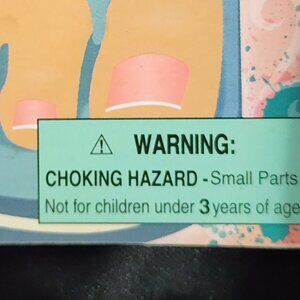 ⚠ WARNING:
CHOKING HAZARD - Small Parts
Not for children under 3 years of age